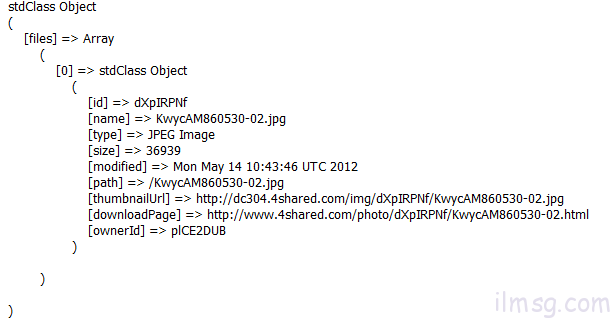 stdClass Object
(
[files] => Array
(
[0] => stdClass Object
(
[id] => dXpIRPNf
[name] => KwycAM860530-02.jpg
[type] => JPEG Image
[size] => 36939
[modified] => Mon May 14 10:43:46 UTC 2012
[path] => /KwycAM860530-02.jpg
[thumbnailUrl] => http://dc304.4shared.com/img/dXpIRPNf/KwycAM860530-02.jpg
[downloadPage] => http://www.4shared.com/photo/dXpIRPNf/KwycAM860530-02.html
[ownerId] => plCE2DUB
)
)
)
ilmsg.com